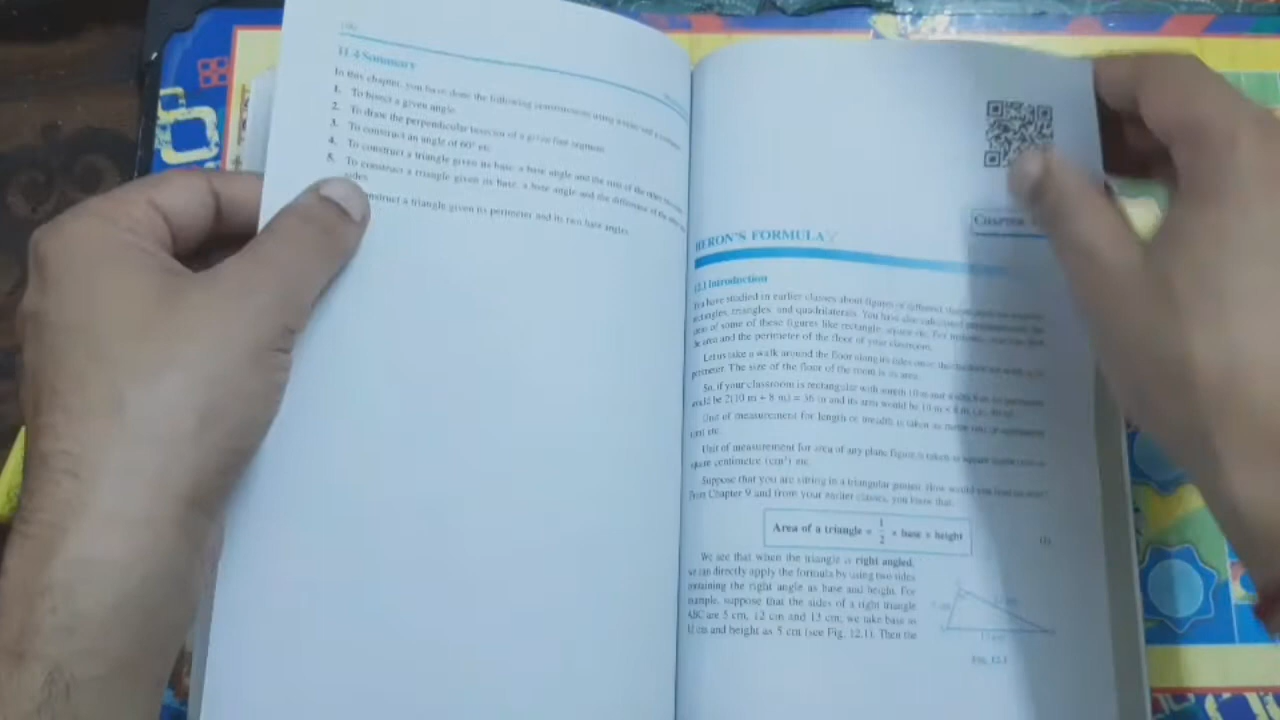 11.4 Summary
In this chapter, you have done the following constructions using a ruler and a compass:
1. To bisect a given angle.
2. To draw the perpendicular bisector of a given line segment.
3. To construct an angle of 60° etc.
4. To construct a triangle given its base, a base angle and the sum of the other two sides.
5. To construct a triangle given its base, a base angle and the difference of the other two
sides.
construct a triangle given its perimeter and its two base angles.
CHAPTER
HERON'S FORMULA
12.1 Introduction
You have studied in earlier classes about figures of different shapes
rectangles, triangles and quadrilaterals. You have also calculated perimeters
areas of some of these figures like rectangle, square etc. For
the area and the perimeter of the floor of your classroom.
Let us take a walk around the floor along its sides once; the distance we walk is its
perimeter. The size of the floor of the room is its area.
So, if your classroom is rectangular with length 10 m and width 8 m, its perimeter
would be 2(10 m + 8 m) = 36 m and its area would be 10 m × 8 m, i.e., 80 m².
Unit of measurement for length or breadth is taken as metre (m) or centimetre
(cm) etc.
Unit of measurement for area of any plane figure is taken as square metre (m²) or
square centimetre (cm²) etc.
Suppose that you are sitting in a triangular garden. How would you find its area?
From Chapter 9 and from your earlier classes, you know that:
Area of a triangle = 1/2 × base × height (I)
We see that when the triangle is right angled,
we can directly apply the formula by using two sides
containing the right angle as base and height. For
example, suppose that the sides of a right triangle
ABC are 5 cm, 12 cm and 13 cm; we take base as
12 cm and height as 5 cm (see Fig. 12.1). Then the
Fig. 12.1